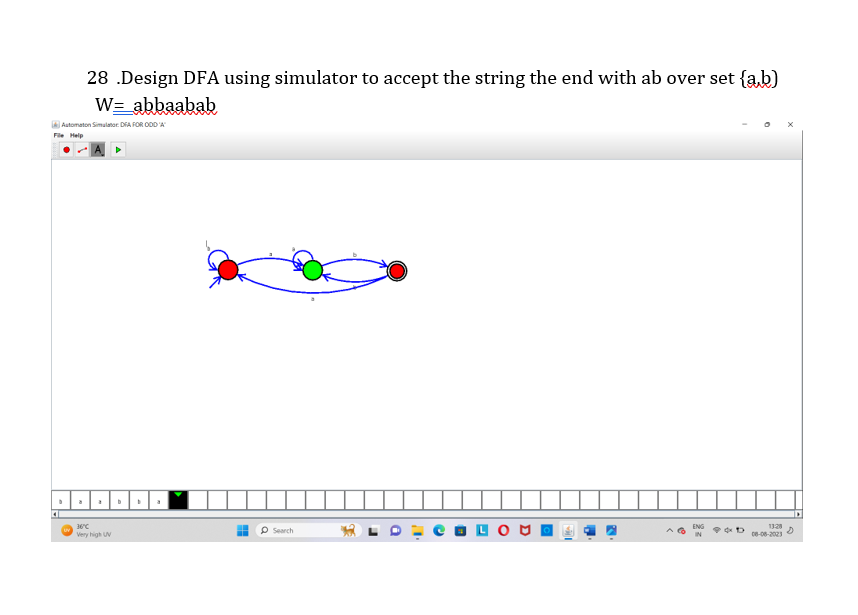 28 .Design DFA using simulator to accept the string the end with ab over set {a,b)
W= abbaabab
Automaton Simulator: DFA FOR ODD 'A'
File Help
A
b a a b
a b
a
b a a b b a
36°C
Very high UV
Search
ENG
IN
13:28
08-08-2023